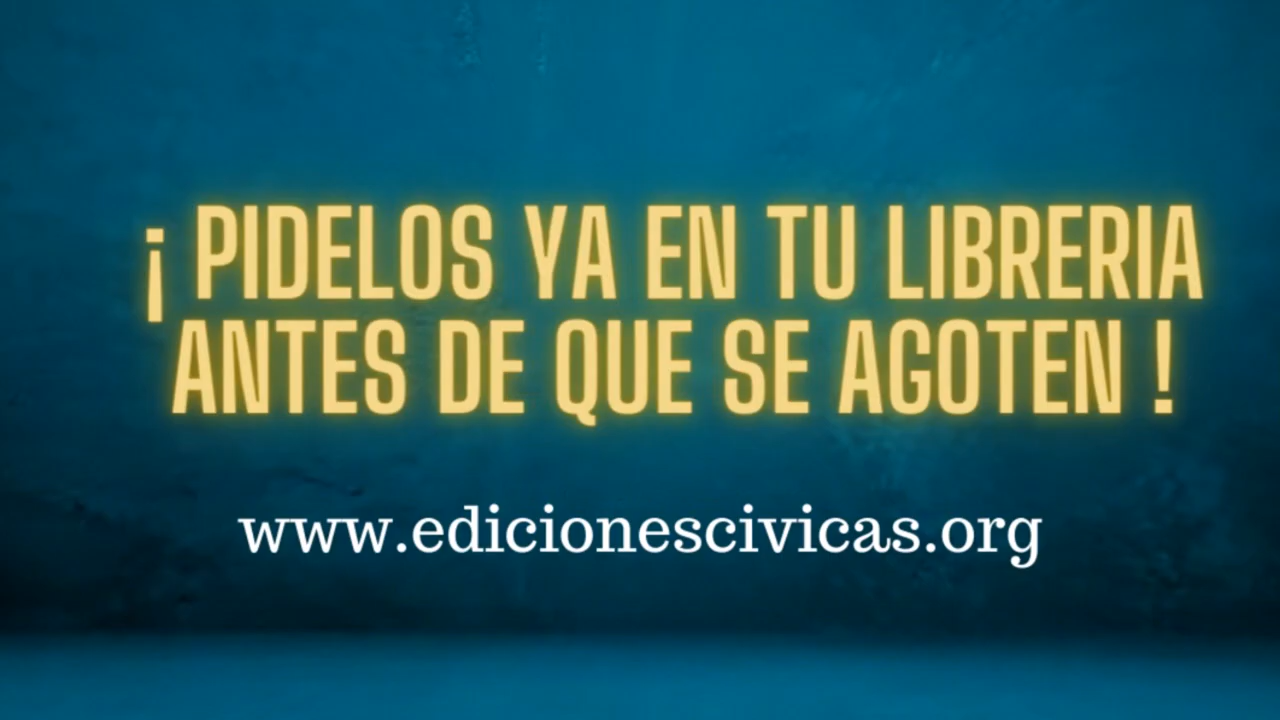 ¡ PIDELOS YA EN TU LIBRERIA
ANTES DE QUE SE AGOTEN !
www.edicionescivicas.org